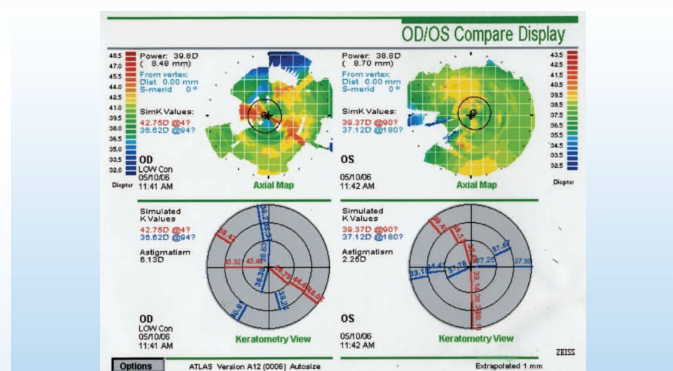 OD/OS Compare Display
48.5
47.0
45.5
44.0
42.5
41.0
39.5
38.0
36.5
35.0
33.5
32.0
Diopter
Power: 39.8D
( 8.48 mm)
From vertex:
Dist 0.00 mm
S-merid 0°
SimK Values:
42.75D @4?
36.62D @94?
OD
LOW Con
05/10/06
11:41 AM
Axial Map
Power: 38.8D
( 8.70 mm)
From vertex:
Dist 0.00 mm
S-merid 0°
SimK Values:
39.37D @90?
37.12D @180?
OS
05/10/06
11:42 AM
Axial Map
43.5
42.5
41.5
40.5
39.5
38.5
37.5
36.5
35.5
34.5
33.5
32.5
Diopter
Simulated
K Values
42.75D @4?
36.62D @94?
Astigmatism
6.13D
OD
LOW Con
05/10/06
11:41 AM
Keratometry View
Simulated
K Values
39.37D @90?
37.12D @180?
Astigmatism
2.25D
37.25
OS
05/10/06
11:42 AM
Keratometry View
ZEISS
Options
ATLAS Version A12 (0006) Autosize
Extrapolated 1 mm